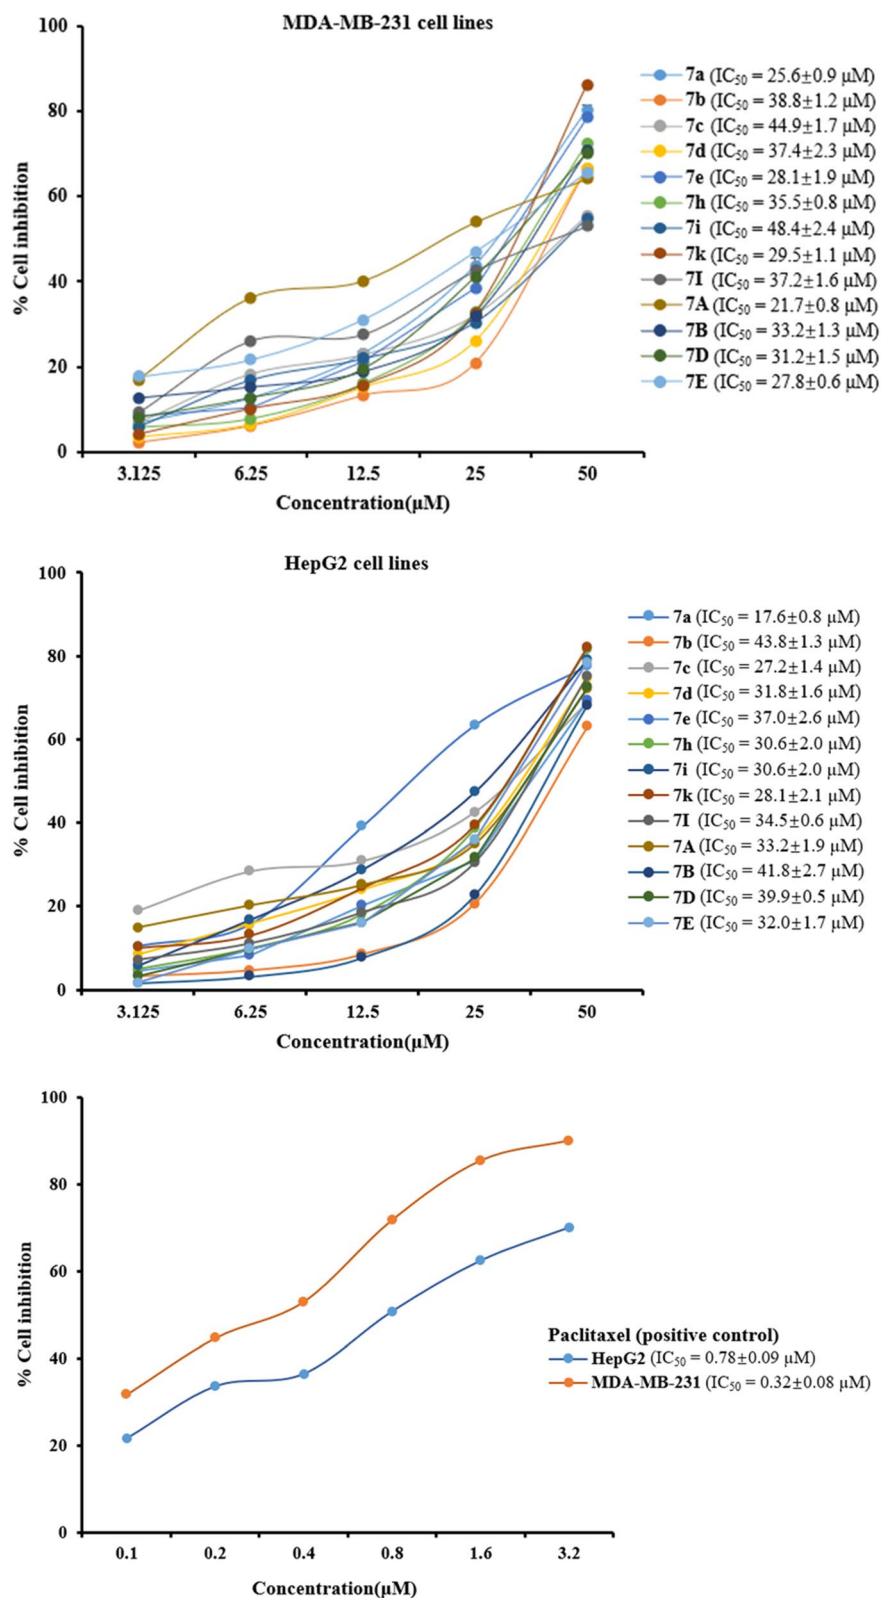 MDA-MB-231 cell lines
100
80
60
40
20
0
% Cell inhibition
3.125 6.25 12.5 25 50
Concentration(µM)
7a (IC50 = 25.6±0.9 µM)
7b (IC50 = 38.8±1.2 µM)
7c (IC50 = 44.9±1.7 µM)
7d (IC50 = 37.4±2.3 µM)
7e (IC50 = 28.1±1.9 µM)
7h (IC50 = 35.5±0.8 µM)
7i (IC50 = 48.4±2.4 µM)
7k (IC50 = 29.5±1.1 µM)
7I (IC50 = 37.2±1.6 µM)
7A (IC50 = 21.7±0.8 µM)
7B (IC50 = 33.2±1.3 µM)
7D (IC50 = 31.2±1.5 µM)
7E (IC50 = 27.8±0.6 µM)
HepG2 cell lines
100
80
60
40
20
0
% Cell inhibition
3.125 6.25 12.5 25 50
Concentration(µM)
7a (IC50 = 17.6±0.8 µM)
7b (IC50 = 43.8±1.3 µM)
7c (IC50 = 27.2±1.4 µM)
7d (IC50 = 31.8±1.6 µM)
7e (IC50 = 37.0±2.6 µM)
7h (IC50 = 30.6±2.0 µM)
7i (IC50 = 30.6±2.0 µM)
7k (IC50 = 28.1±2.1 µM)
7I (IC50 = 34.5±0.6 µM)
7A (IC50 = 33.2±1.9 µM)
7B (IC50 = 41.8±2.7 µM)
7D (IC50 = 39.9±0.5 µM)
7E (IC50 = 32.0±1.7 µM)
100
80
60
40
20
0
% Cell inhibition
0.1 0.2 0.4 0.8 1.6 3.2
Concentration(µM)
Paclitaxel (positive control)
HepG2 (IC50 = 0.78±0.09 µM)
MDA-MB-231 (IC50 = 0.32±0.08 µM)